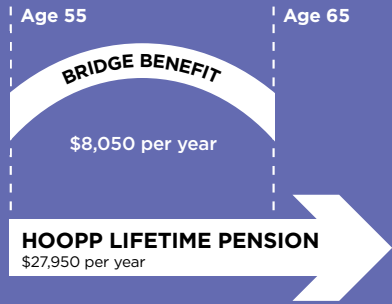 Age 55
Age 65
BRIDGE BENEFIT
$8,050 per year
HOOPP LIFETIME PENSION
$27,950 per year